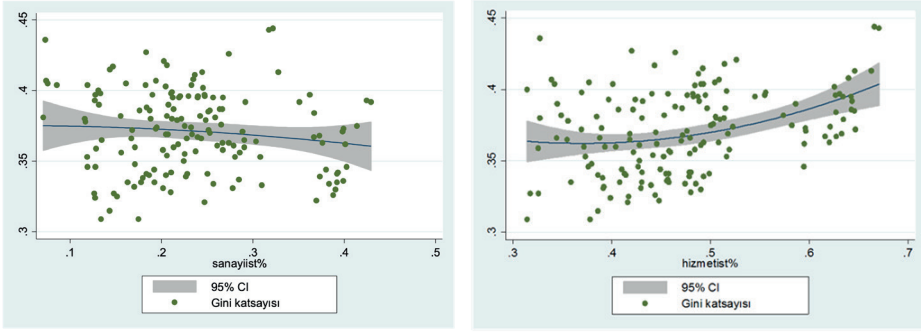 .45
.4
.35
.3
.1 .2 .3 .4 .5
sanayiist%
95% CI
Gini katsayısı
.45
.4
.35
.3
.3 .4 .5 .6 .7
hizmetist%
95% CI
Gini katsayısı